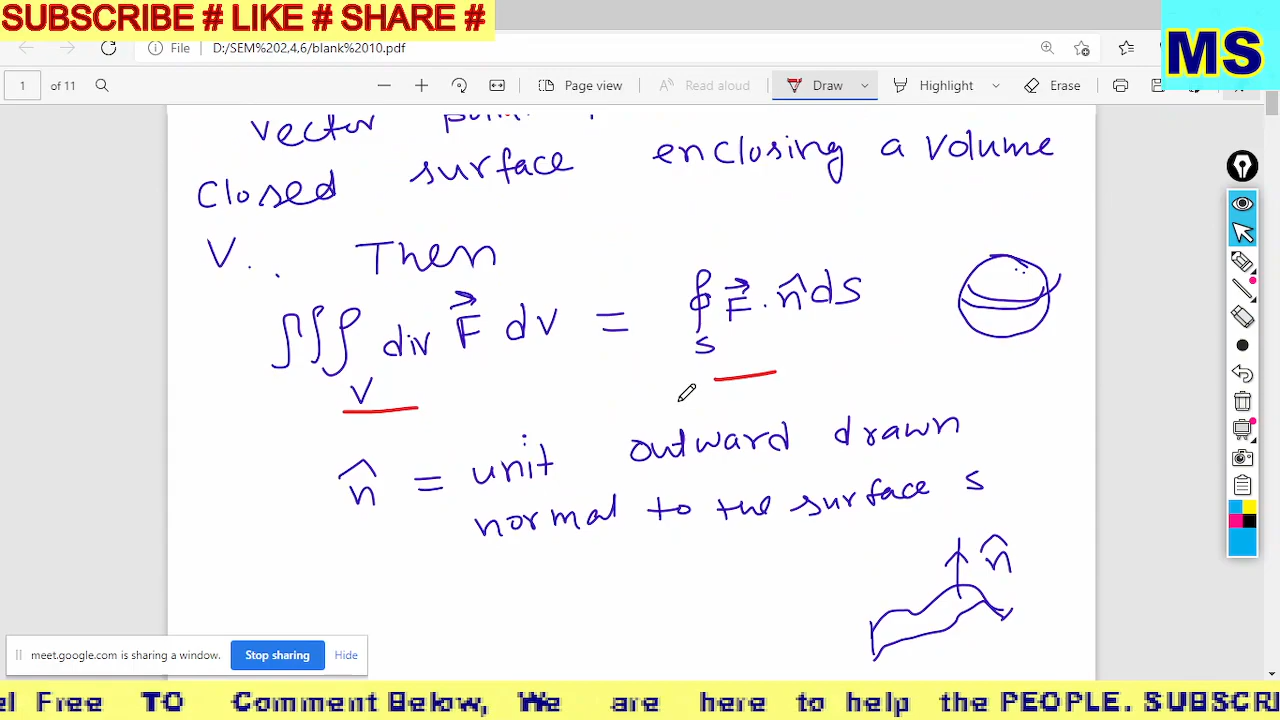 SUBSCRIBE # LIKE # SHARE #
MS
File D:/SEM%202,4.6/blank%2010.pdf
1 of 11 Page view Read aloud Draw Highlight Erase
vector
closed surface enclosing a volume
V.. Then
∭_V div F⃗ dv = ∮_S F⃗ . n̂ ds
n̂ = unit outward drawn
normal to the surface s
n̂
meet.google.com is sharing a window. Stop sharing Hide
Free TO Comment Below, We are here to help the PEOPLE.